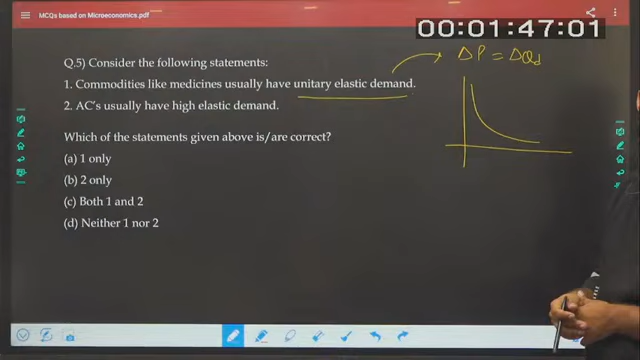 MCQs based on Microeconomics.pdf
00:01:47:01
Q.5) Consider the following statements:
1. Commodities like medicines usually have unitary elastic demand.
2. AC's usually have high elastic demand.
Δ P = ΔQd
Which of the statements given above is/are correct?
(a) 1 only
(b) 2 only
(c) Both 1 and 2
(d) Neither 1 nor 2